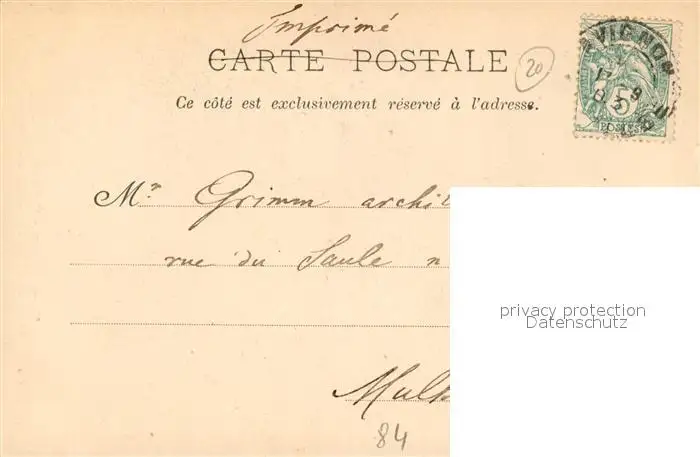 Imprimé
CARTE POSTALE
20
AVIGNON
5
POSTES
Ce côté est exclusivement réservé à l'adresse.
Mr Grimm archit
rue du Saule n
privacy protection
Datenschutz
Mulh
84